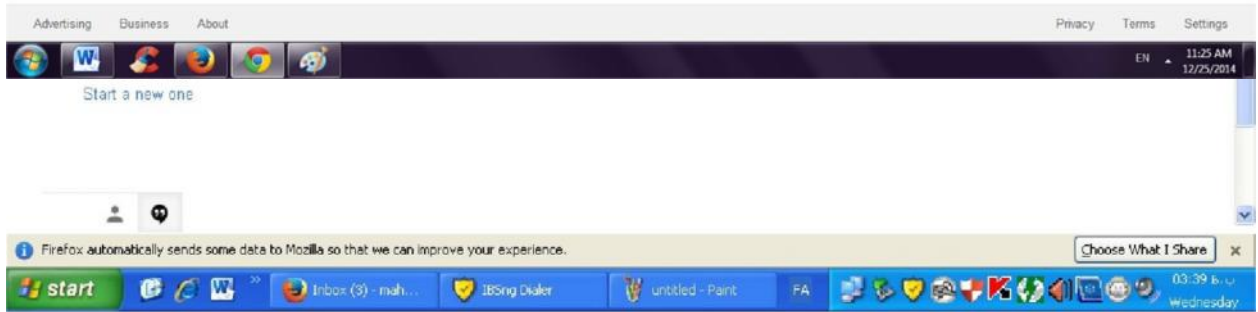 Advertising Business About Privacy Terms Settings
W EN 11:25 AM
12/25/2014
Start a new one
Firefox automatically sends some data to Mozilla so that we can improve your experience. Choose What I Share ×
start W » Inbox (3) - mah... IBSng Dialer untitled - Paint FA K 03:39 ب.ظ
Wednesday